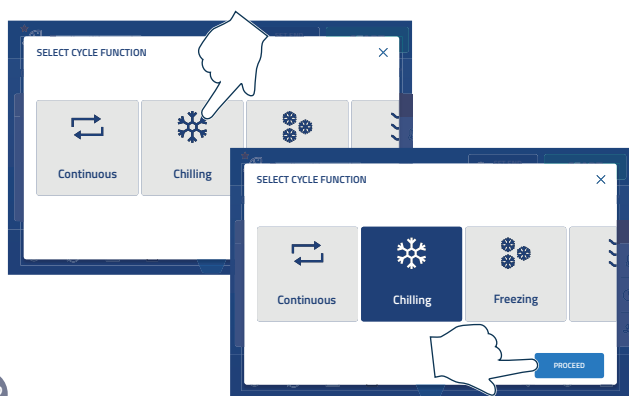 SELECT CYCLE FUNCTION
Continuous
Chilling
SELECT CYCLE FUNCTION
Continuous
Chilling
Freezing
PROCEED